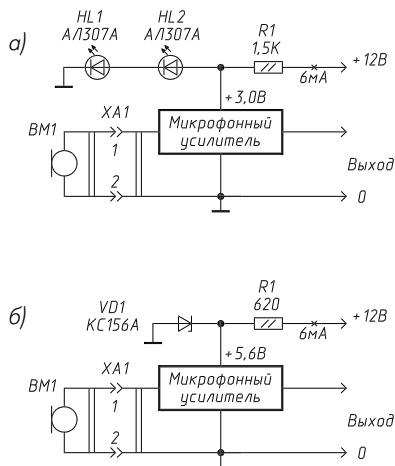 а)
HL1 HL2
АЛ307А АЛ307А
R1
1,5К
+12В
6мА
+3,0В
ВМ1
ХА1
1
2
Микрофонный
усилитель
Выход
0
б)
VD1
КС156А
R1
620
+12В
6мА
+5,6В
ВМ1
ХА1
1
2
Микрофонный
усилитель
Выход
0